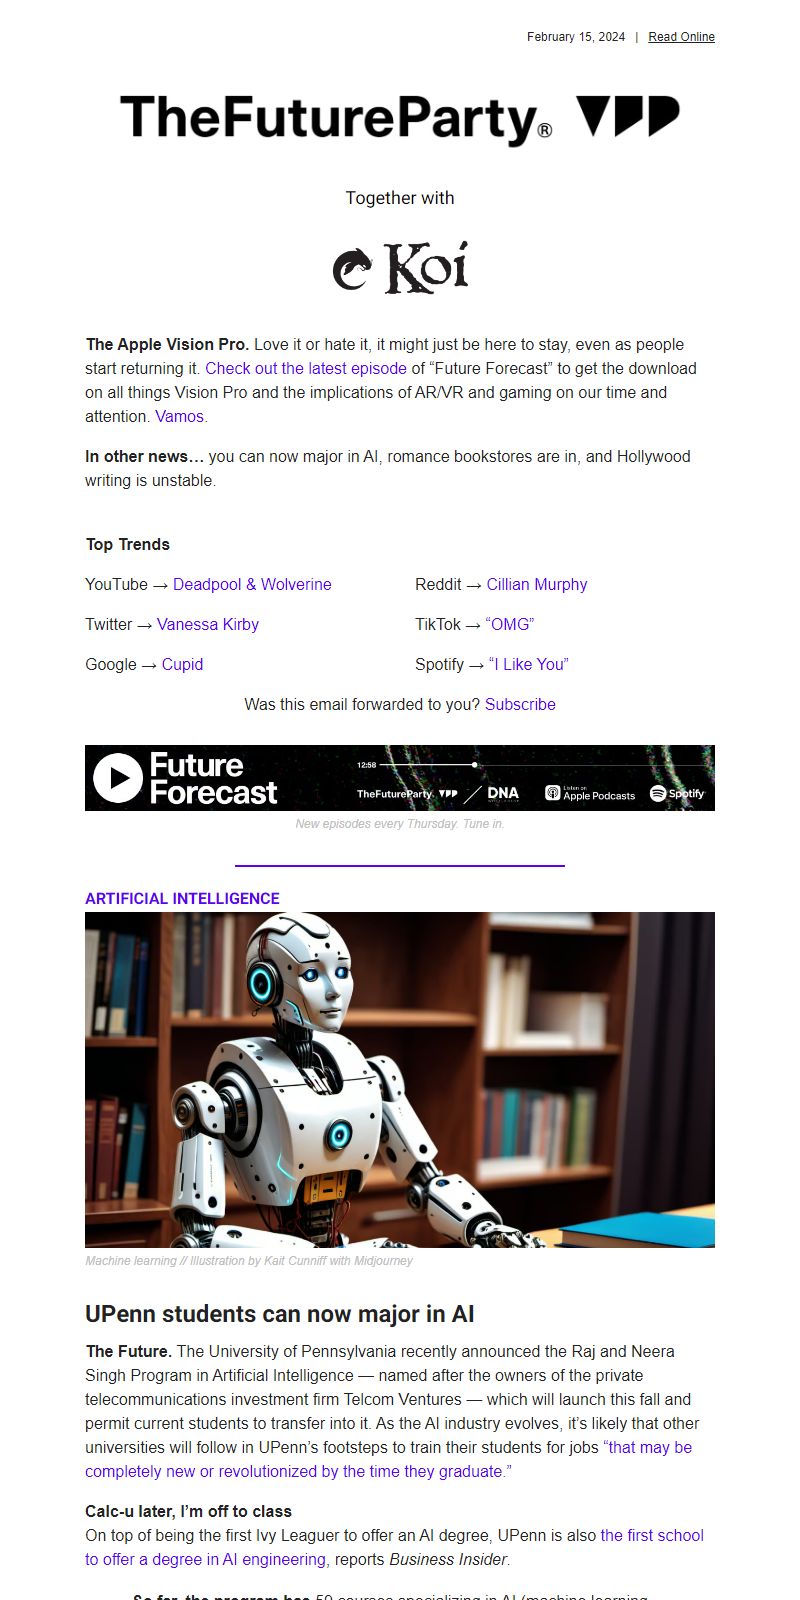 February 15, 2024 | Read Online
TheFutureParty®
Together with
Koi
The Apple Vision Pro. Love it or hate it, it might just be here to stay, even as people
start returning it. Check out the latest episode of “Future Forecast” to get the download
on all things Vision Pro and the implications of AR/VR and gaming on our time and
attention. Vamos.
In other news… you can now major in AI, romance bookstores are in, and Hollywood
writing is unstable.
Top Trends
YouTube → Deadpool & Wolverine
Reddit → Cillian Murphy
Twitter → Vanessa Kirby
TikTok → “OMG”
Google → Cupid
Spotify → “I Like You”
Was this email forwarded to you? Subscribe
Future
Forecast
12:58
TheFutureParty.
DNA
Listen on
Apple Podcasts
Spotify
New episodes every Thursday. Tune in.
ARTIFICIAL INTELLIGENCE
Machine learning // Illustration by Kait Cunniff with Midjourney
UPenn students can now major in AI
The Future. The University of Pennsylvania recently announced the Raj and Neera
Singh Program in Artificial Intelligence — named after the owners of the private
telecommunications investment firm Telcom Ventures — which will launch this fall and
permit current students to transfer into it. As the AI industry evolves, it’s likely that other
universities will follow in UPenn’s footsteps to train their students for jobs “that may be
completely new or revolutionized by the time they graduate.”
Calc-u later, I’m off to class
On top of being the first Ivy Leaguer to offer an AI degree, UPenn is also the first school
to offer a degree in AI engineering, reports Business Insider.
So far, the program has 59 courses specializing in AI (machine learning,